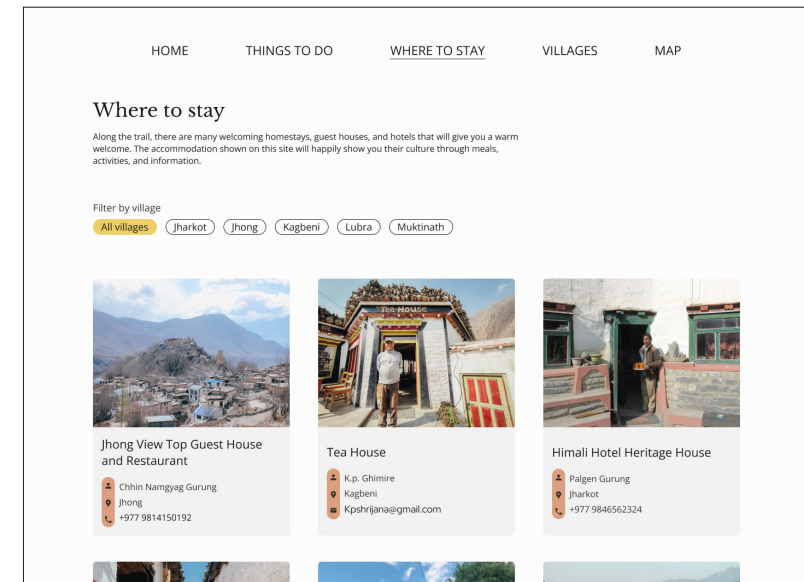 HOME THINGS TO DO WHERE TO STAY VILLAGES MAP
Where to stay
Along the trail, there are many welcoming homestays, guest houses, and hotels that will give you a warm
welcome. The accommodation shown on this site will happily show you their culture through meals,
activities, and information.
Filter by village
All villages Jharkot Jhong Kagbeni Lubra Muktinath
Tea-House
Jhong View Top Guest House
and Restaurant
Chhin Namgyag Gurung
Jhong
+977 9814150192
Tea House
K.p. Ghimire
Kagbeni
Kpshrijana@gmail.com
Himali Hotel Heritage House
Palgen Gurung
Jharkot
+977 9846562324